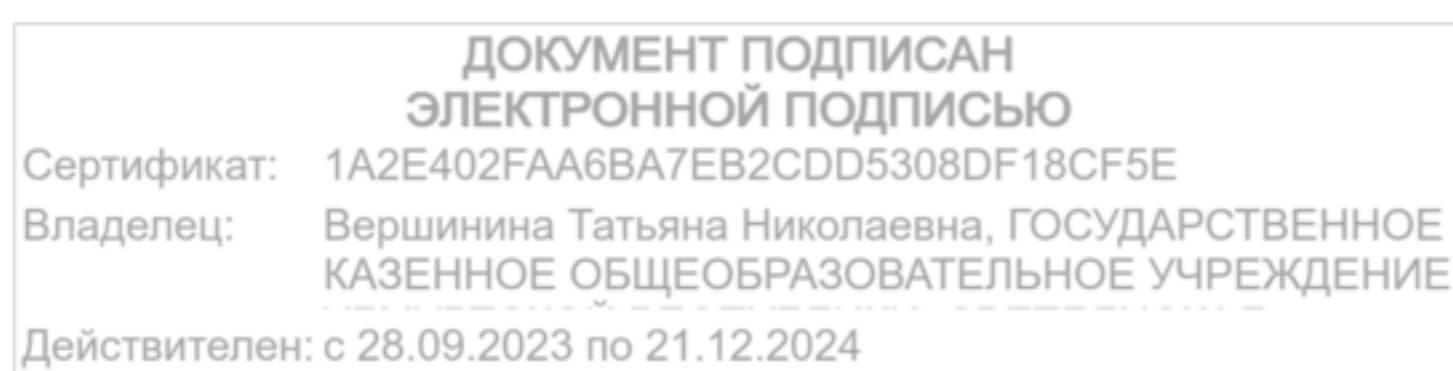 ДОКУМЕНТ ПОДПИСАН
ЭЛЕКТРОННОЙ ПОДПИСЬЮ
Сертификат: 1A2E402FAA6BA7EB2CDD5308DF18CF5E
Владелец: Вершинина Татьяна Николаевна, ГОСУДАРСТВЕННОЕ
КАЗЕННОЕ ОБЩЕОБРАЗОВАТЕЛЬНОЕ УЧРЕЖДЕНИЕ
Действителен: с 28.09.2023 по 21.12.2024